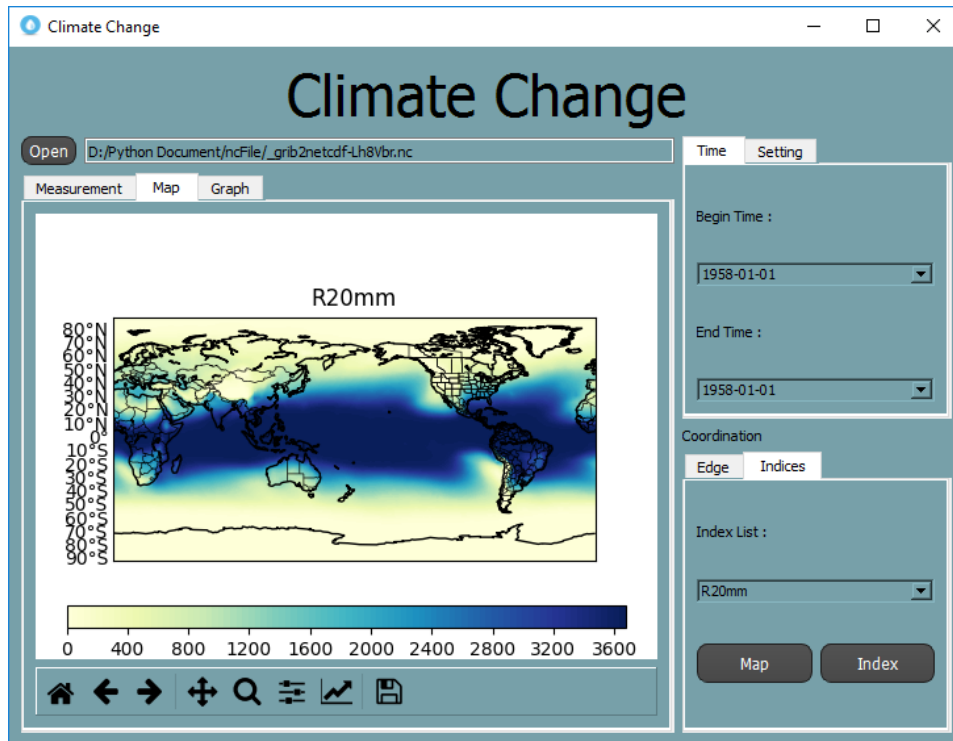 Climate Change
Climate Change
Open D:/Python Document/ncFile/_grib2netcdf-Lh8Vbr.nc
Measurement Map Graph
R20mm
80°N
70°N
60°N
50°N
40°N
30°N
20°N
10°N
0°
10°S
20°S
30°S
40°S
50°S
60°S
70°S
80°S
90°S
0 400 800 1200 1600 2000 2400 2800 3200 3600
Time Setting
Begin Time :
1958-01-01
End Time :
1958-01-01
Coordination
Edge Indices
Index List :
R20mm
Map Index